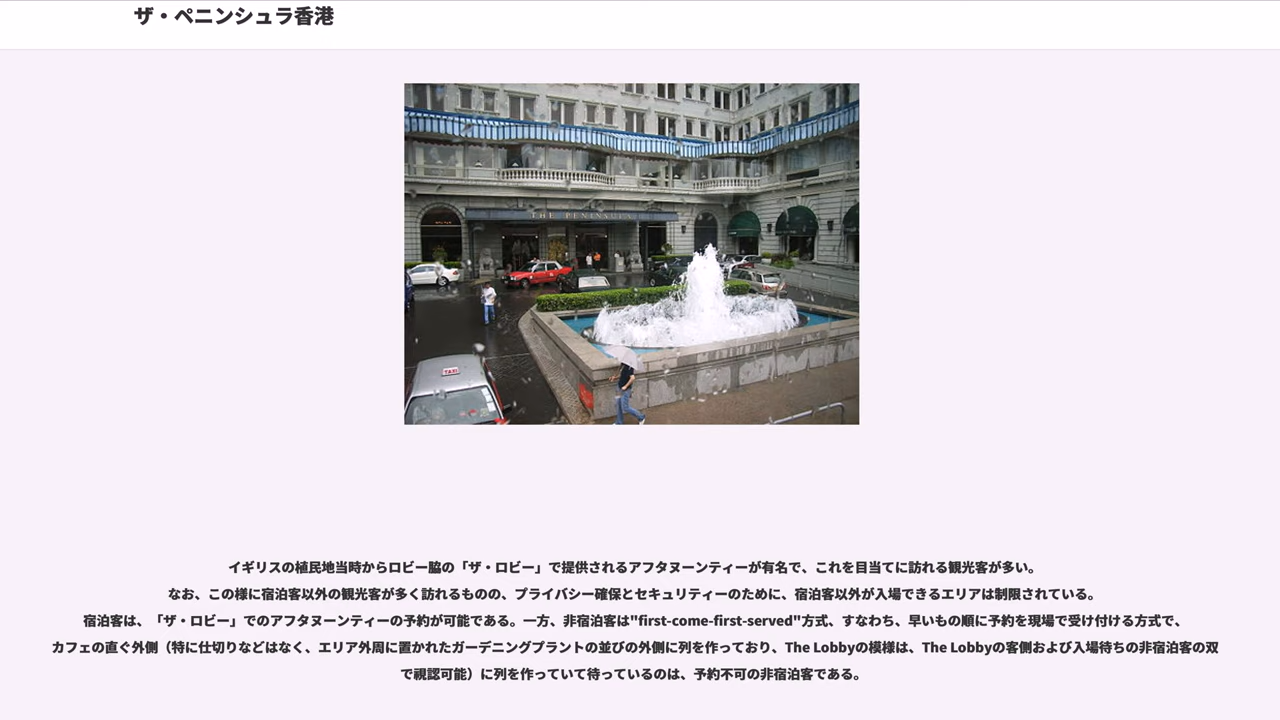 ザ・ペニンシュラ香港
THE PENINSULA
TAXI
イギリスの植民地当時からロビー脇の「ザ・ロビー」で提供されるアフタヌーンティーが有名で、これを目当てに訪れる観光客が多い。
なお、この様に宿泊客以外の観光客が多く訪れるものの、プライバシー確保とセキュリティーのために、宿泊客以外が入場できるエリアは制限されている。
宿泊客は、「ザ・ロビー」でのアフタヌーンティーの予約が可能である。一方、非宿泊客は"first-come-first-served"方式、すなわち、早いもの順に予約を現場で受け付ける方式で、
カフェの直ぐ外側（特に仕切りなどはなく、エリア外周に置かれたガーデニングプラントの並びの外側に列を作っており、The Lobbyの模様は、The Lobbyの客側および入場待ちの非宿泊客の双
で視認可能）に列を作っていて待っているのは、予約不可の非宿泊客である。